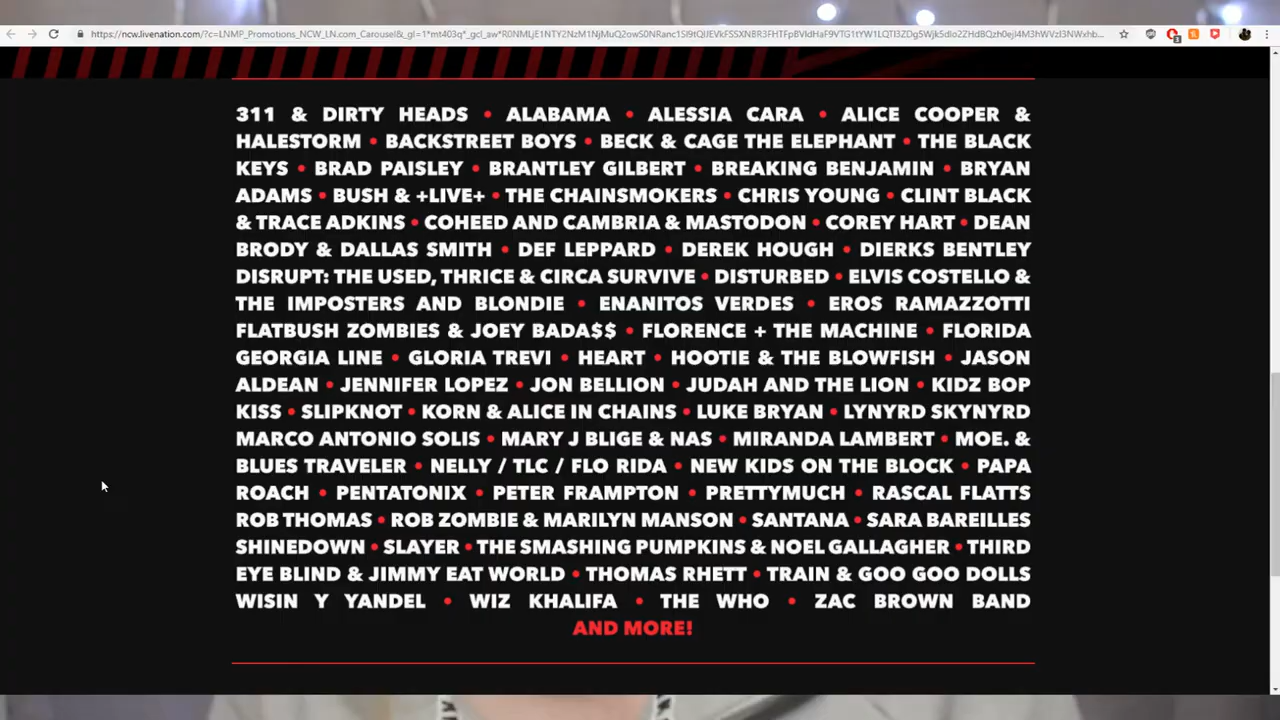 311 & DIRTY HEADS • ALABAMA • ALESSIA CARA • ALICE COOPER &
HALESTORM • BACKSTREET BOYS • BECK & CAGE THE ELEPHANT • THE BLACK
KEYS • BRAD PAISLEY • BRANTLEY GILBERT • BREAKING BENJAMIN • BRYAN
ADAMS • BUSH & +LIVE+ • THE CHAINSMOKERS • CHRIS YOUNG • CLINT BLACK
& TRACE ADKINS • COHEED AND CAMBRIA & MASTODON • COREY HART • DEAN
BRODY & DALLAS SMITH • DEF LEPPARD • DEREK HOUGH • DIERKS BENTLEY
DISRUPT: THE USED, THRICE & CIRCA SURVIVE • DISTURBED • ELVIS COSTELLO &
THE IMPOSTERS AND BLONDIE • ENANITOS VERDES • EROS RAMAZZOTTI
FLATBUSH ZOMBIES & JOEY BADA$$ • FLORENCE + THE MACHINE • FLORIDA
GEORGIA LINE • GLORIA TREVI • HEART • HOOTIE & THE BLOWFISH • JASON
ALDEAN • JENNIFER LOPEZ • JON BELLION • JUDAH AND THE LION • KIDZ BOP
KISS • SLIPKNOT • KORN & ALICE IN CHAINS • LUKE BRYAN • LYNYRD SKYNYRD
MARCO ANTONIO SOLIS • MARY J BLIGE & NAS • MIRANDA LAMBERT • MOE. &
BLUES TRAVELER • NELLY / TLC / FLO RIDA • NEW KIDS ON THE BLOCK • PAPA
ROACH • PENTATONIX • PETER FRAMPTON • PRETTYMUCH • RASCAL FLATTS
ROB THOMAS • ROB ZOMBIE & MARILYN MANSON • SANTANA • SARA BAREILLES
SHINEDOWN • SLAYER • THE SMASHING PUMPKINS & NOEL GALLAGHER • THIRD
EYE BLIND & JIMMY EAT WORLD • THOMAS RHETT • TRAIN & GOO GOO DOLLS
WISIN Y YANDEL • WIZ KHALIFA • THE WHO • ZAC BROWN BAND
AND MORE!